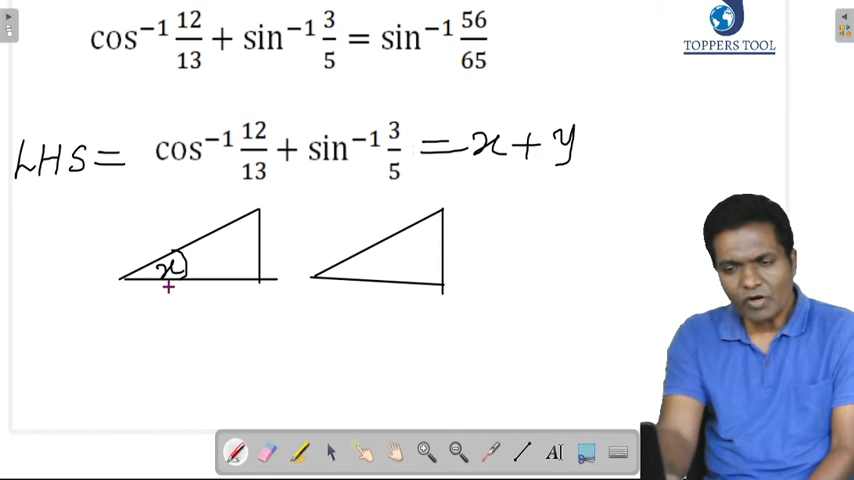 cos⁻¹ 12/13 + sin⁻¹ 3/5 = sin⁻¹ 56/65
TOPPERS TOOL
LHS = cos⁻¹ 12/13 + sin⁻¹ 3/5 = x + y
x
A